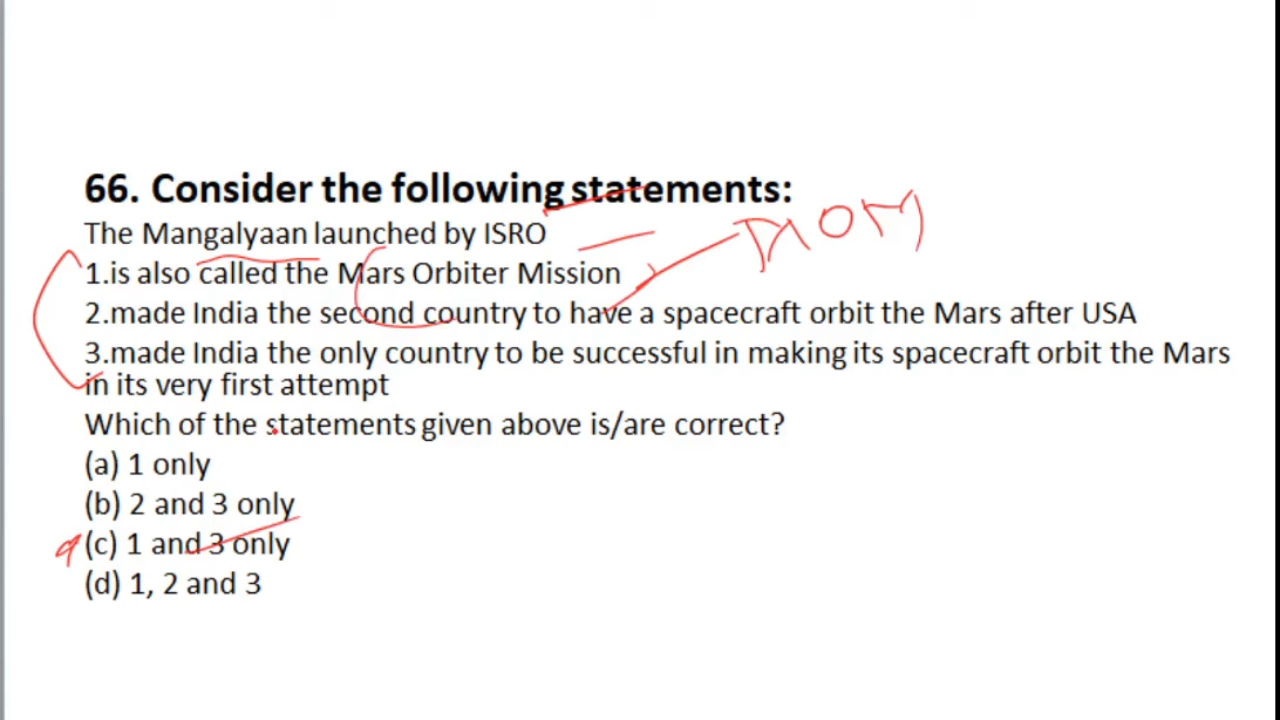 66. Consider the following statements:
The Mangalyaan launched by ISRO
MOM
1.is also called the Mars Orbiter Mission
2.made India the second country to have a spacecraft orbit the Mars after USA
3.made India the only country to be successful in making its spacecraft orbit the Mars
in its very first attempt
Which of the statements given above is/are correct?
(a) 1 only
(b) 2 and 3 only
(c) 1 and 3 only
(d) 1, 2 and 3